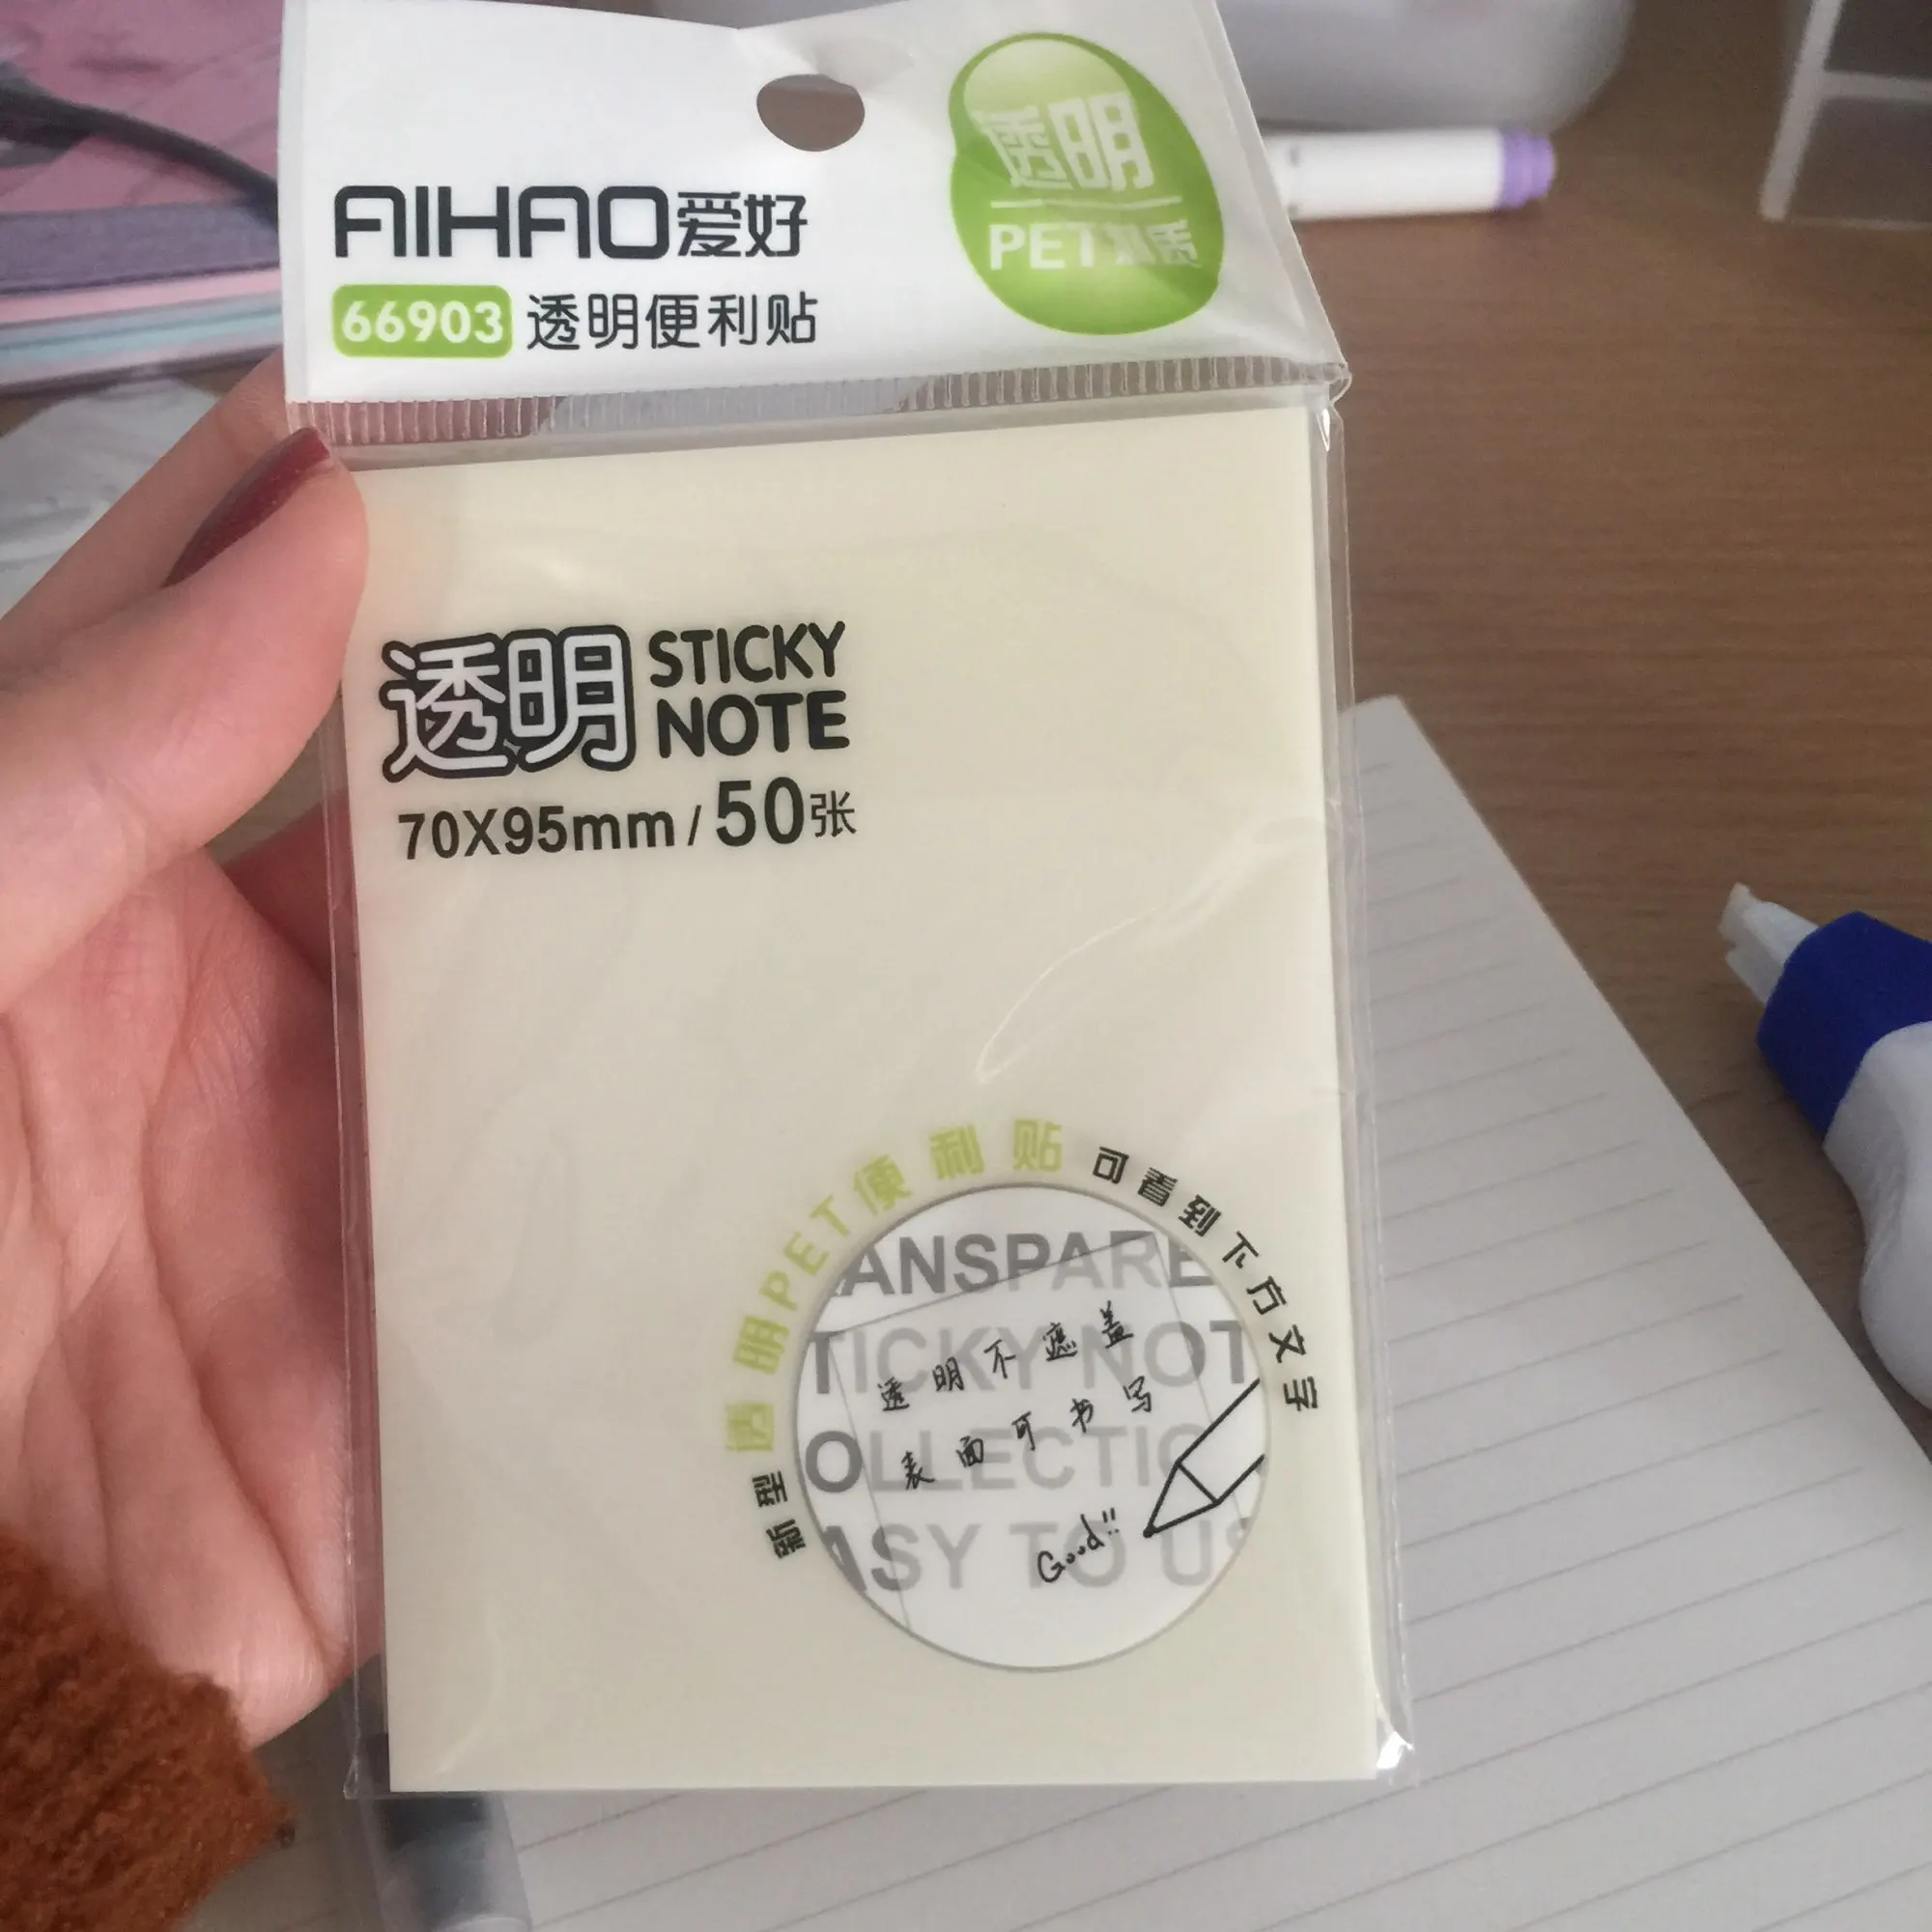 AIHAO爱好
66903 透明便利贴
透明
PET材质
透明 STICKY NOTE
70X95mm/50张
新型透明PET便利贴 可看到下方文字
ANSPARE
TICKY NOT
OLLECTIO
ASY TO US
透明不遮盖
表面可书写
Good!!